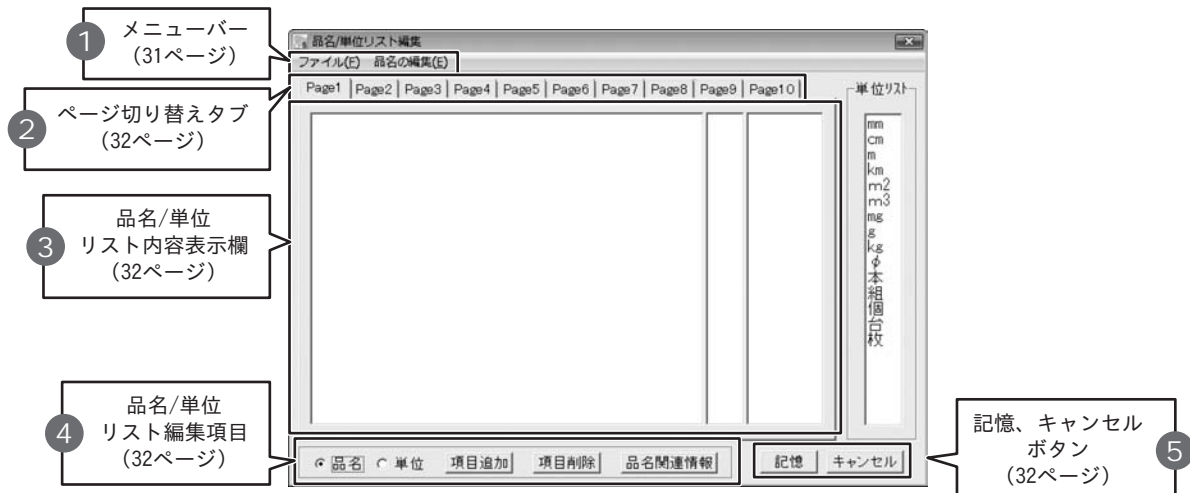 1
メニューバー
(31ページ)
2
ページ切り替えタブ
(32ページ)
3
品名/単位
リスト内容表示欄
(32ページ)
4
品名/単位
リスト編集項目
(32ページ)
品名/単位リスト編集
ファイル(F) 品名の編集(E)
Page1 Page2 Page3 Page4 Page5 Page6 Page7 Page8 Page9 Page10
単位リスト
mm
cm
m
km
m2
m3
mg
g
kg
φ
本
組
個
台
枚
品名 単位 項目追加 項目削除 品名関連情報 記憶 キャンセル
記憶、キャンセル
ボタン
(32ページ)
5